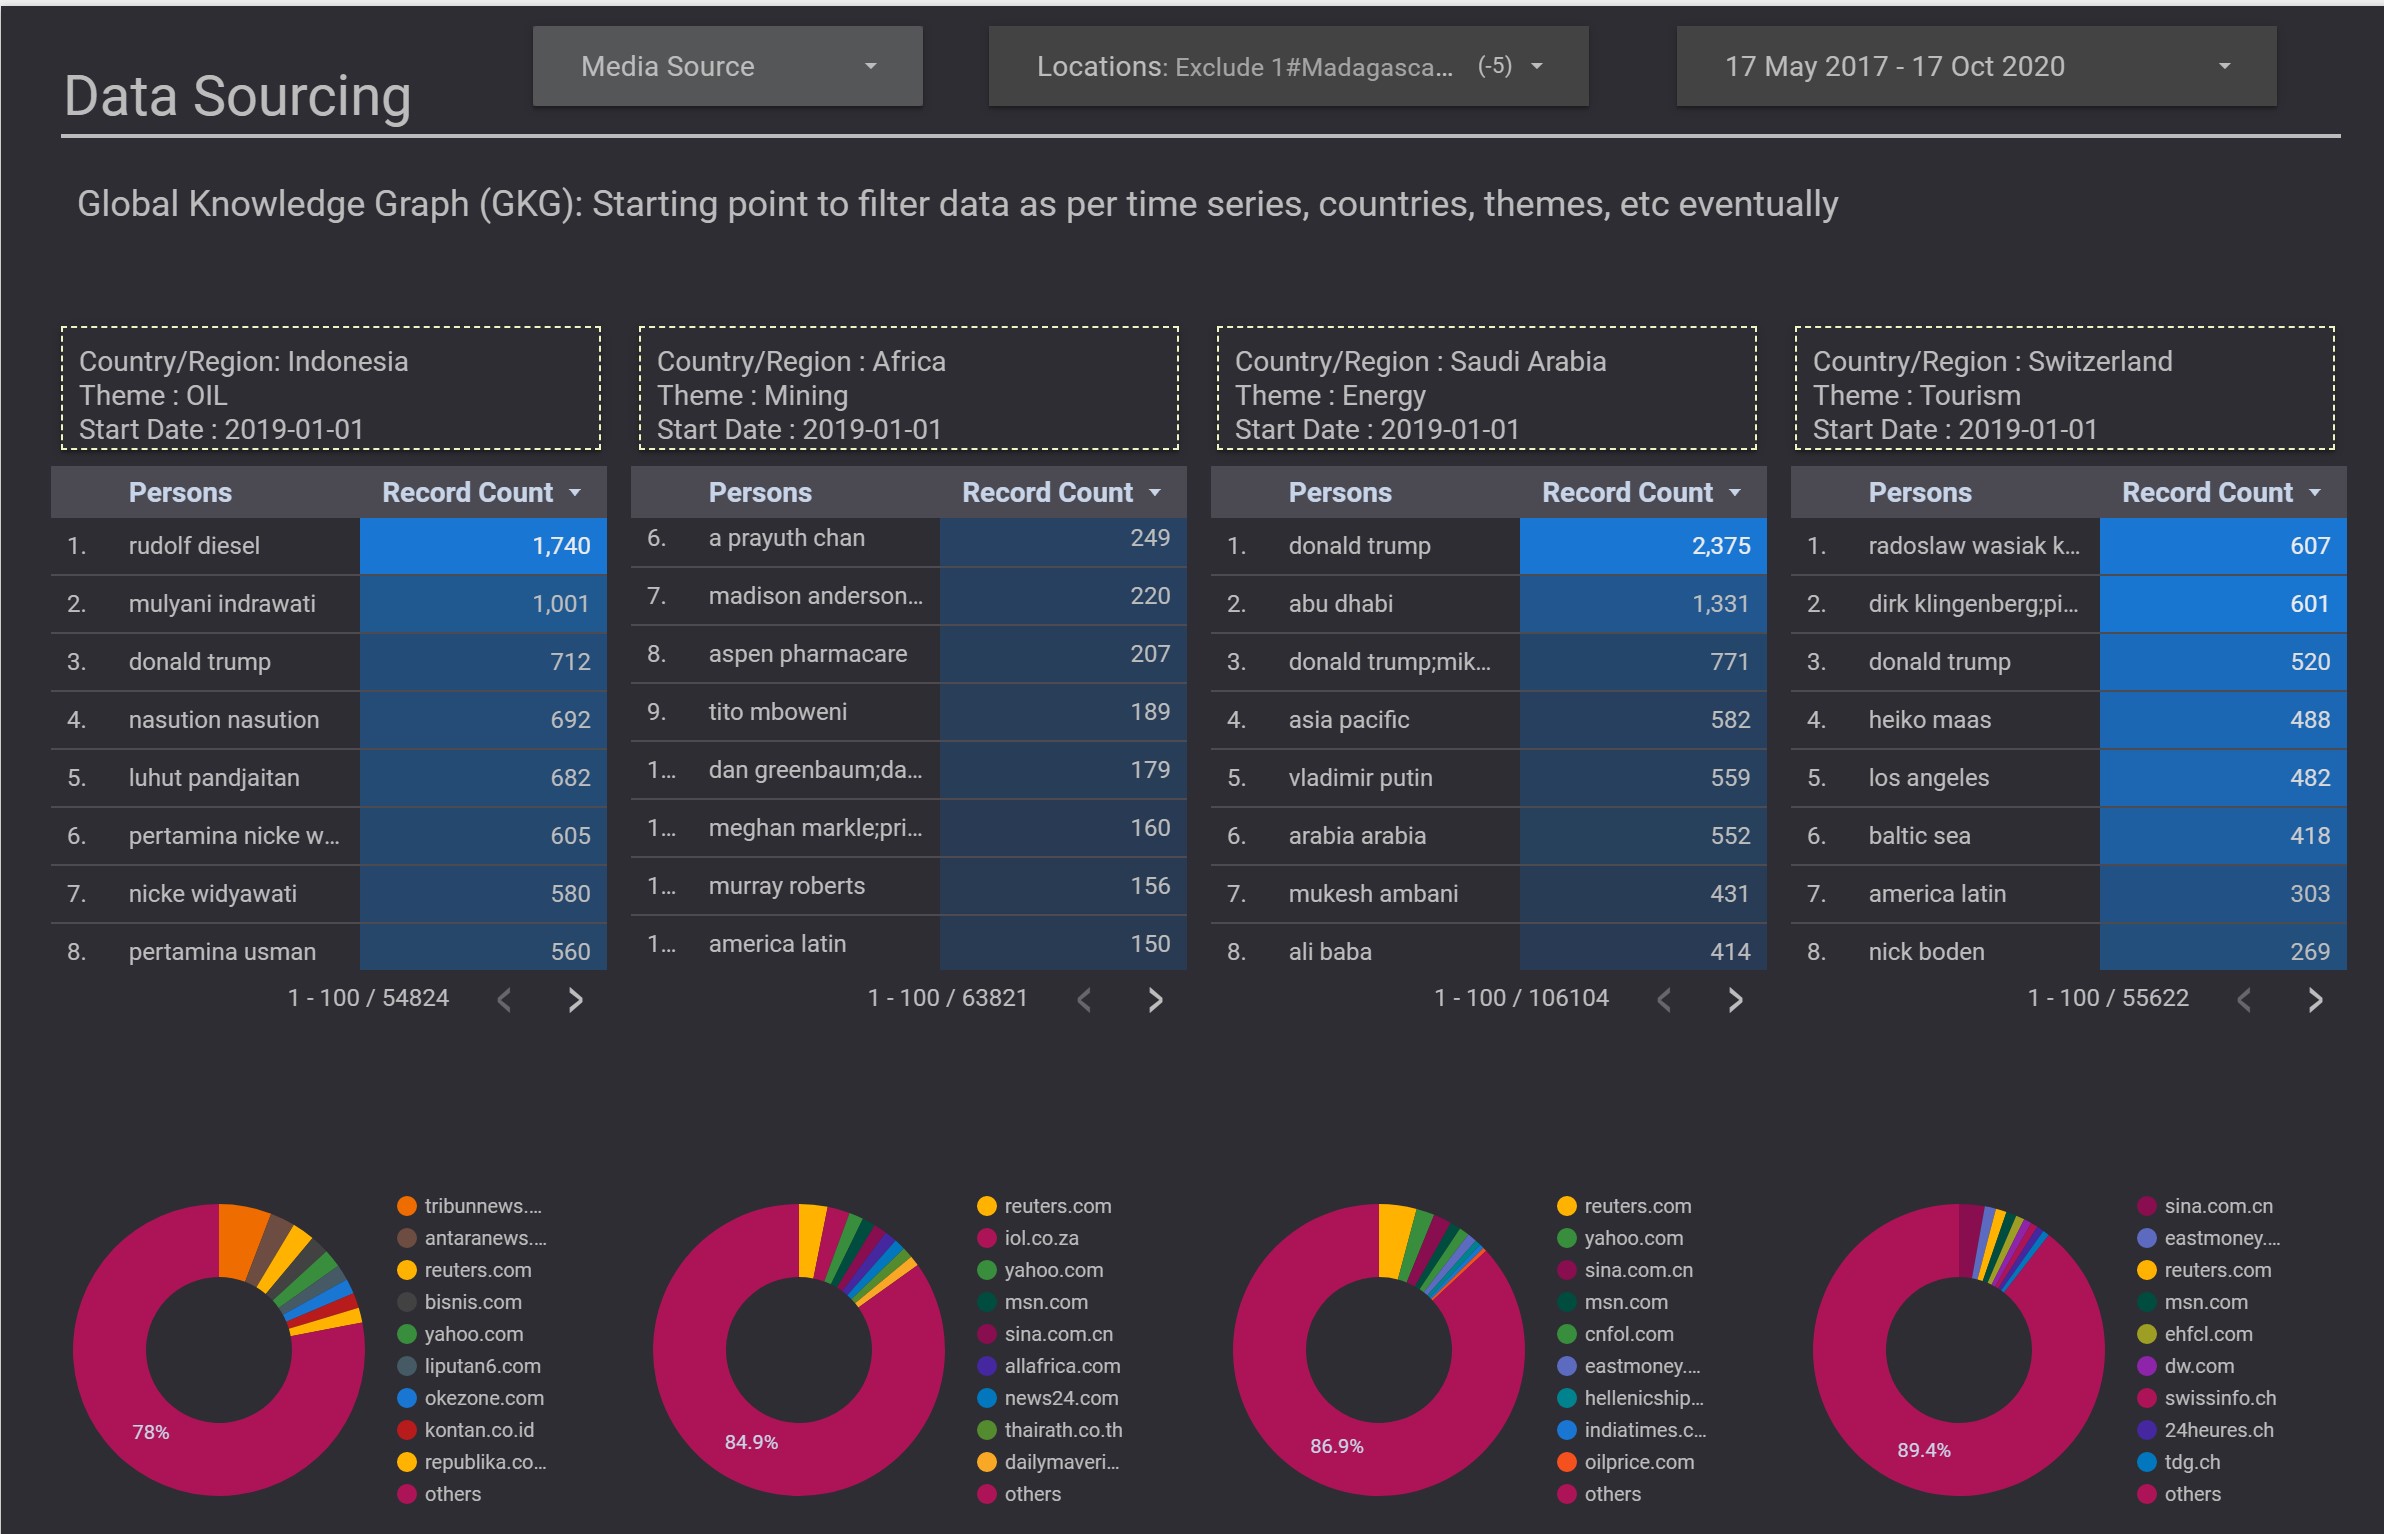 Data Sourcing
Media Source
Locations: Exclude 1#Madagasca... (-5)
17 May 2017 - 17 Oct 2020
Global Knowledge Graph (GKG): Starting point to filter data as per time series, countries, themes, etc eventually
Country/Region: Indonesia
Theme : OIL
Start Date : 2019-01-01
Persons Record Count
1. rudolf diesel 1,740
2. mulyani indrawati 1,001
3. donald trump 712
4. nasution nasution 692
5. luhut pandjaitan 682
6. pertamina nicke w... 605
7. nicke widyawati 580
8. pertamina usman 560
1 - 100 / 54824
Country/Region : Africa
Theme : Mining
Start Date : 2019-01-01
Persons Record Count
6. a prayuth chan 249
7. madison anderson... 220
8. aspen pharmacare 207
9. tito mboweni 189
1... dan greenbaum;da... 179
1... meghan markle;pri... 160
1... murray roberts 156
1... america latin 150
1 - 100 / 63821
Country/Region : Saudi Arabia
Theme : Energy
Start Date : 2019-01-01
Persons Record Count
1. donald trump 2,375
2. abu dhabi 1,331
3. donald trump;mik... 771
4. asia pacific 582
5. vladimir putin 559
6. arabia arabia 552
7. mukesh ambani 431
8. ali baba 414
1 - 100 / 106104
Country/Region : Switzerland
Theme : Tourism
Start Date : 2019-01-01
Persons Record Count
1. radoslaw wasiak k... 607
2. dirk klingenberg;pi... 601
3. donald trump 520
4. heiko maas 488
5. los angeles 482
6. baltic sea 418
7. america latin 303
8. nick boden 269
1 - 100 / 55622
78%
tribunnews....
antaranews....
reuters.com
bisnis.com
yahoo.com
liputan6.com
okezone.com
kontan.co.id
republika.co...
others
84.9%
reuters.com
iol.co.za
yahoo.com
msn.com
sina.com.cn
allafrica.com
news24.com
thairath.co.th
dailymaveri...
others
86.9%
reuters.com
yahoo.com
sina.com.cn
msn.com
cnfol.com
eastmoney....
hellenicship...
indiatimes.c...
oilprice.com
others
89.4%
sina.com.cn
eastmoney....
reuters.com
msn.com
ehfcl.com
dw.com
swissinfo.ch
24heures.ch
tdg.ch
others